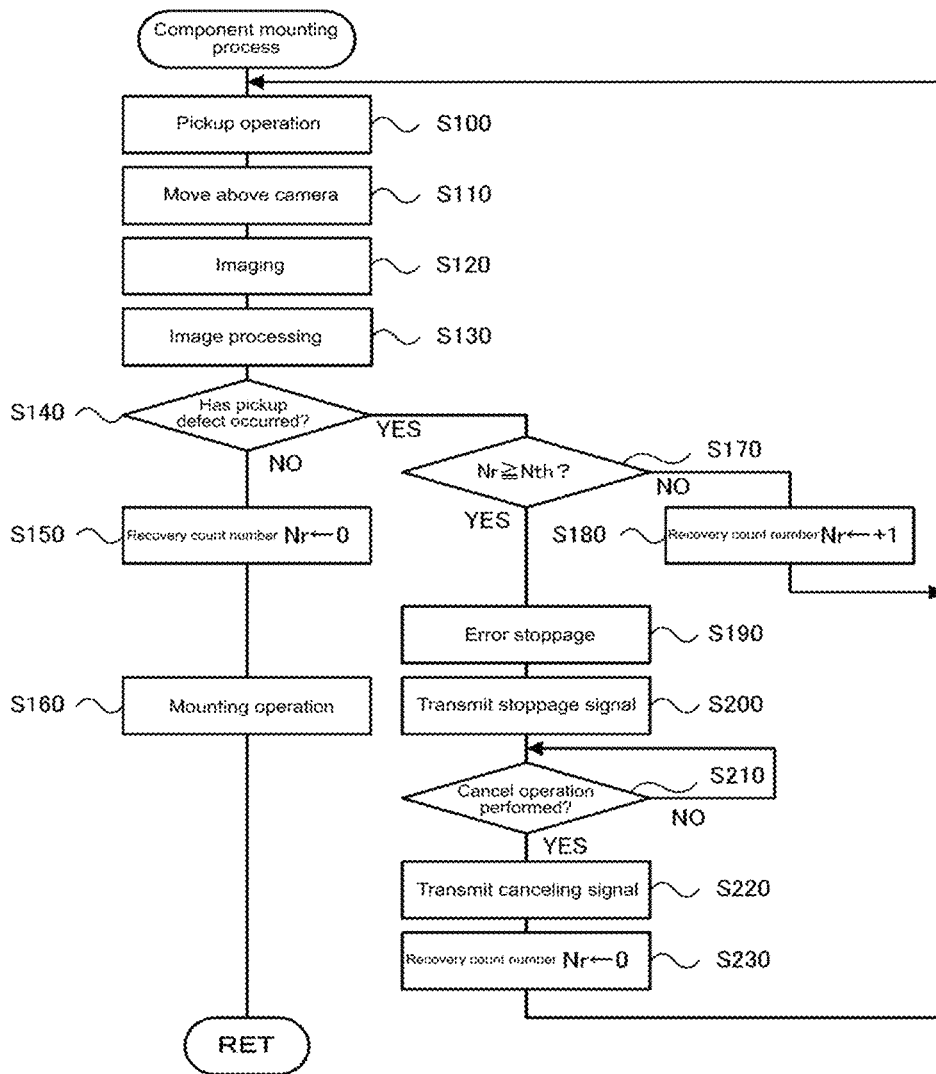 Component mounting
process
Pickup operation
S100
Move above camera
S110
Imaging
S120
Image processing
S130
S140
Has pickup
defect occurred?
YES
NO
S170
Nr≧Nth?
NO
YES
S150
Recovery count number Nr←0
S180
Recovery count number Nr←+1
Error stoppage
S190
S160
Mounting operation
Transmit stoppage signal
S200
S210
Cancel operation
performed?
NO
YES
Transmit canceling signal
S220
Recovery count number Nr←0
S230
RET